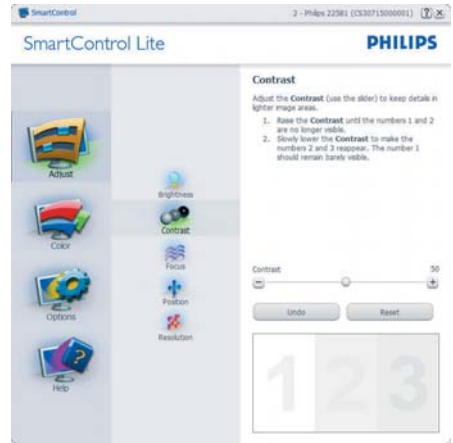 SmartControl
2 - Philips 225B1 (CS30715000001)
SmartControl Lite
PHILIPS
Adjust
Color
Options
Help
Brightness
Contrast
Focus
Position
Resolution
Contrast
Adjust the Contrast (use the slider) to keep details in
lighter image areas.
1. Raise the Contrast until the numbers 1 and 2
are no longer visible.
2. Slowly lower the Contrast to make the
numbers 2 and 3 reappear. The number 1
should remain barely visible.
Contrast 50
Undo
Reset
1 2 3